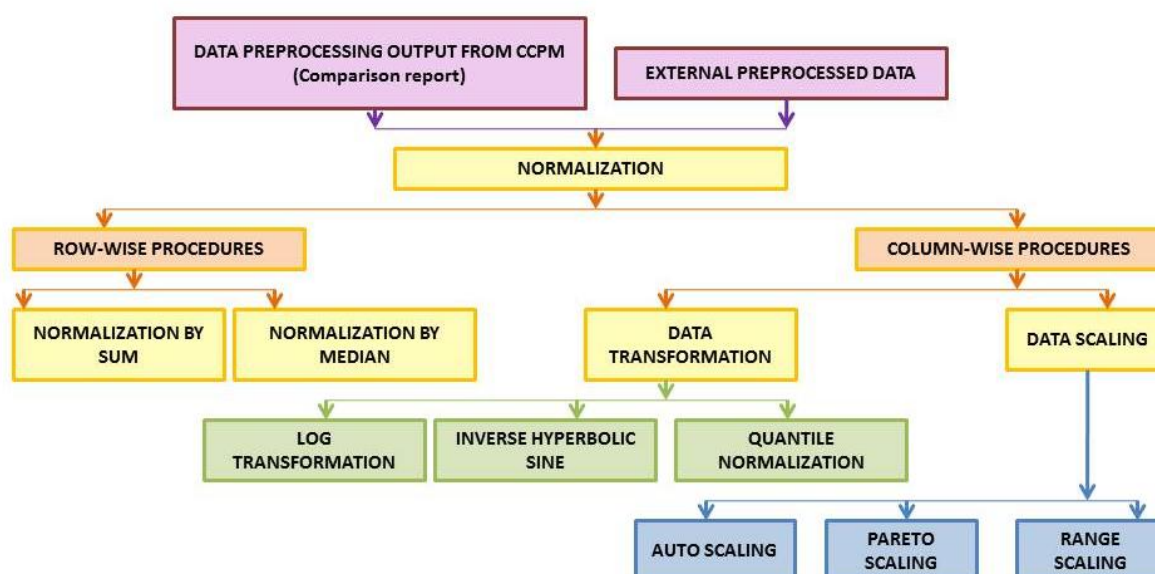 DATA PREPROCESSING OUTPUT FROM CCPM
(Comparison report)
EXTERNAL PREPROCESSED DATA
NORMALIZATION
ROW-WISE PROCEDURES
COLUMN-WISE PROCEDURES
NORMALIZATION BY
SUM
NORMALIZATION BY
MEDIAN
DATA
TRANSFORMATION
DATA SCALING
LOG
TRANSFORMATION
INVERSE HYPERBOLIC
SINE
QUANTILE
NORMALIZATION
AUTO SCALING
PARETO
SCALING
RANGE
SCALING